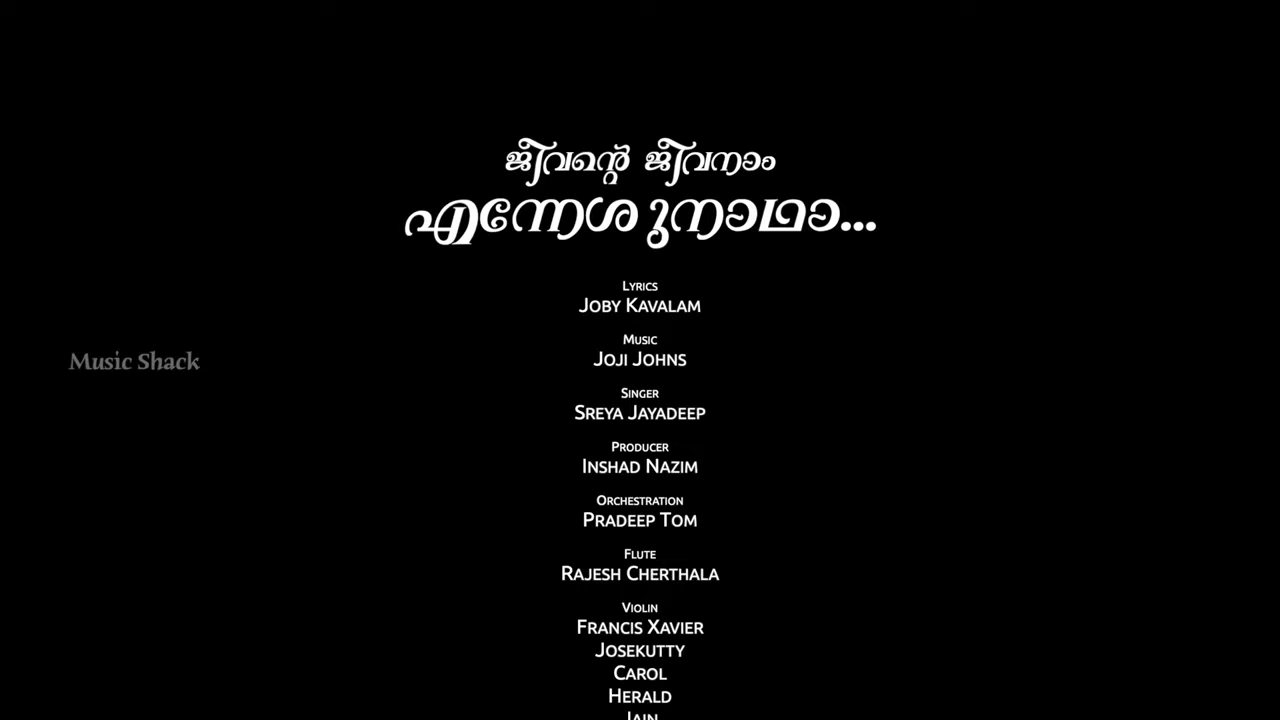 ജീവന്റെ ജീവനാം
എന്നേശുനാഥാ...
Lyrics
Joby Kavalam
Music
Joji Johns
Music Shack
Singer
Sreya Jayadeep
Producer
Inshad Nazim
Orchestration
Pradeep Tom
Flute
Rajesh Cherthala
Violin
Francis Xavier
Josekutty
Carol
Herald